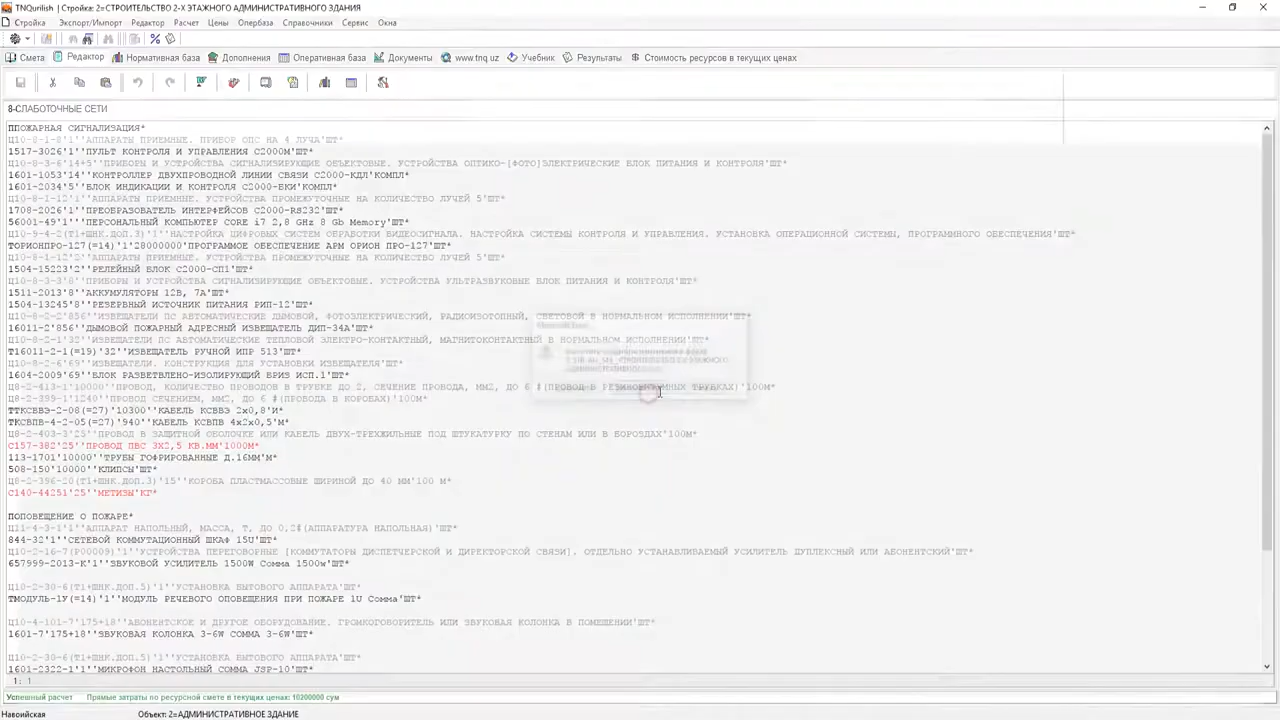 TNQurilish | Стройка: 2=СТРОИТЕЛЬСТВО 2-Х ЭТАЖНОГО АДМИНИСТРАТИВНОГО ЗДАНИЯ
Стройка Экспорт/Импорт Редактор Расчет Цены Опербаза Справочники Сервис Окна
Смета Редактор Нормативная база Дополнения Оперативная база Документы www.tnq.uz Учебник Результаты Стоимость ресурсов в текущих ценах
8-СЛАБОТОЧНЫЕ СЕТИ
ППОЖАРНАЯ СИГНАЛИЗАЦИЯ*
Ц10-8-1-8'1''АППАРАТЫ ПРИЕМНЫЕ. ПРИБОР ОПС НА 4 ЛУЧА'ШТ*
1517-3026'1''ПУЛЬТ КОНТРОЛЯ И УПРАВЛЕНИЯ С2000М'ШТ*
Ц10-8-3-6'14+5''ПРИБОРЫ И УСТРОЙСТВА СИГНАЛИЗИРУЮЩИЕ ОБЪЕКТОВЫЕ. УСТРОЙСТВА ОПТИКО-[ФОТО]ЭЛЕКТРИЧЕСКИЕ БЛОК ПИТАНИЯ И КОНТРОЛЯ'ШТ*
1601-1053'14''КОНТРОЛЛЕР ДВУХПРОВОДНОЙ ЛИНИИ СВЯЗИ С2000-КДЛ'КОМПЛ*
1601-2034'5''БЛОК ИНДИКАЦИИ И КОНТРОЛЯ С2000-БКИ'КОМПЛ*
Ц10-8-1-12'1''АППАРАТЫ ПРИЕМНЫЕ. УСТРОЙСТВА ПРОМЕЖУТОЧНЫЕ НА КОЛИЧЕСТВО ЛУЧЕЙ 5'ШТ*
1708-2026'1''ПРЕОБРАЗОВАТЕЛЬ ИНТЕРФЕЙСОВ С2000-RS232'ШТ*
56001-49'1''ПЕРСОНАЛЬНЫЙ КОМПЬЮТЕР CORE i7 2,8 GHz 8 Gb Memory'ШТ*
Ц10-9-4-2(Т1+ШНК.ДОП.3)'1''НАСТРОЙКА ЦИФРОВЫХ СИСТЕМ ОБРАБОТКИ ВИДЕОСИГНАЛА. НАСТРОЙКА СИСТЕМЫ КОНТРОЛЯ И УПРАВЛЕНИЯ. УСТАНОВКА ОПЕРАЦИОННОЙ СИСТЕМЫ, ПРОГРАМНОГО ОБЕСПЕЧЕНИЯ'ШТ*
ТОРИОНПРО-127(=14)'1'28000000'ПРОГРАММОЕ ОБЕСПЕЧЕНИЕ АРМ ОРИОН ПРО-127'ШТ*
Ц10-8-1-12'2''АППАРАТЫ ПРИЕМНЫЕ. УСТРОЙСТВА ПРОМЕЖУТОЧНЫЕ НА КОЛИЧЕСТВО ЛУЧЕЙ 5'ШТ*
1504-15223'2''РЕЛЕЙНЫЙ БЛОК С2000-СП1'ШТ*
Ц10-8-3-3'8''ПРИБОРЫ И УСТРОЙСТВА СИГНАЛИЗИРУЮЩИЕ ОБЪЕКТОВЫЕ. УСТРОЙСТВА УЛЬТРАЗВУКОВЫЕ БЛОК ПИТАНИЯ И КОНТРОЛЯ'ШТ*
1511-2013'8''АККУМУЛЯТОРЫ 12В, 7А'ШТ*
1504-13245'8''РЕЗЕРВНЫЙ ИСТОЧНИК ПИТАНИЯ РИП-12'ШТ*
Ц10-8-2-2'856''ИЗВЕЩАТЕЛИ ПС АВТОМАТИЧЕСКИЕ ДЫМОВОЙ, ФОТОЭЛЕКТРИЧЕСКИЙ, РАДИОИЗОТОПНЫЙ, СВЕТОВОЙ В НОРМАЛЬНОМ ИСПОЛНЕНИИ'ШТ*
16011-2'856''ДЫМОВОЙ ПОЖАРНЫЙ АДРЕСНЫЙ ИЗВЕЩАТЕЛЬ ДИП-34А'ШТ*
Ц10-8-2-1'32''ИЗВЕЩАТЕЛИ ПС АВТОМАТИЧЕСКИЕ ТЕПЛОВОЙ ЭЛЕКТРО-КОНТАКТНЫЙ, МАГНИТОКОНТАКТНЫЙ В НОРМАЛЬНОМ ИСПОЛНЕНИИ'ШТ*
Т16011-2-1(=19)'32''ИЗВЕЩАТЕЛЬ РУЧНОЙ ИПР 513'ШТ*
Ц10-8-2-6'69''ИЗВЕЩАТЕЛИ. КОНСТРУКЦИЯ ДЛЯ УСТАНОВКИ ИЗВЕЩАТЕЛЯ'ШТ*
1604-2009'69''БЛОК РАЗВЕТВЛЕНО-ИЗОЛИРУЮЩИЙ БРИЗ ИСП.1'ШТ*
Ц8-2-413-1'10000''ПРОВОД, КОЛИЧЕСТВО ПРОВОДОВ В ТРУБКЕ ДО 2, СЕЧЕНИЕ ПРОВОДА, ММ2, ДО 6 #(ПРОВОД В ТРУБКАХ)'100М*
Ц8-2-399-1'1240''ПРОВОД СЕЧЕНИЕМ, ММ2, ДО 6 #(ПРОВОДА В КОРОБАХ)'100М*
ТТКСВВЭ-2-08(=27)'10300''КАБЕЛЬ КСВВЭ 2х0,8'И*
ТКСВПВ-4-2-05(=27)'940''КАБЕЛЬ КСВПВ 4х2х0,5'М*
Ц8-2-403-3'25''ПРОВОД В ЗАЩИТНОЙ ОБОЛОЧКЕ ИЛИ КАБЕЛЬ ДВУХ-ТРЕХЖИЛЬНЫЕ ПОД ШТУКАТУРКУ ПО СТЕНАМ ИЛИ В БОРОЗДАХ'100М*
С157-382'25''ПРОВОД ПВС 3Х2,5 КВ.ММ'1000М*
113-1701'10000''ТРУБЫ ГОФРИРОВАННЫЕ Д.16ММ'М*
508-150'10000''КЛИПСЫ'ШТ*
Ц8-2-396-20(Т1+ШНК.ДОП.3)'15''КОРОБА ПЛАСТМАССОВЫЕ ШИРИНОЙ ДО 40 ММ'100 М*
С140-44251'25''МЕТИЗЫ'КГ*
ПОПОВЕЩЕНИЕ О ПОЖАРЕ*
Ц11-4-3-1'1''АППАРАТ НАПОЛЬНЫЙ, МАССА, Т, ДО 0,2#(АППАРАТУРА НАПОЛЬНАЯ)'ШТ*
844-32'1''СЕТЕВОЙ КОММУТАЦИОННЫЙ ШКАФ 15U'ШТ*
Ц10-2-16-7(Р00009)'1''УСТРОЙСТВА ПЕРЕГОВОРНЫЕ [КОММУТАТОРЫ ДИСПЕТЧЕРСКОЙ И ДИРЕКТОРСКОЙ СВЯЗИ]. ОТДЕЛЬНО УСТАНАВЛИВАЕМЫЙ УСИЛИТЕЛЬ ДУПЛЕКСНЫЙ ИЛИ АБОНЕНТСКИЙ'ШТ*
657999-2013-К'1''ЗВУКОВОЙ УСИЛИТЕЛЬ 1500W Сомма 1500w'ШТ*
Ц10-2-30-6(Т1+ШНК.ДОП.5)'1''УСТАНОВКА БЫТОВОГО АППАРАТА'ШТ*
ТМОДУЛЬ-1У(=14)'1''МОДУЛЬ РЕЧЕВОГО ОПОВЕЩЕНИЯ ПРИ ПОЖАРЕ 1U Сомма'ШТ*
Ц10-4-101-7'175+18''АБОНЕНТСКОЕ И ДРУГОЕ ОБОРУДОВАНИЕ. ГРОМКОГОВОРИТЕЛЬ ИЛИ ЗВУКОВАЯ КОЛОНКА В ПОМЕЩЕНИИ'ШТ*
1601-7'175+18''ЗВУКОВАЯ КОЛОНКА 3-6W СОММА 3-6W'ШТ*
Ц10-2-30-6(Т1+ШНК.ДОП.5)'1''УСТАНОВКА БЫТОВОГО АППАРАТА'ШТ*
1601-2322-1'1''МИКРОФОН НАСТОЛЬНЫЙ СОММА JSP-10'ШТ*
1: 1
Успешный расчет Прямые затраты по ресурсной смете в текущих ценах: 10200000 сум
Навоийская Объект: 2=АДМИНИСТРАТИВНОЕ ЗДАНИЕ